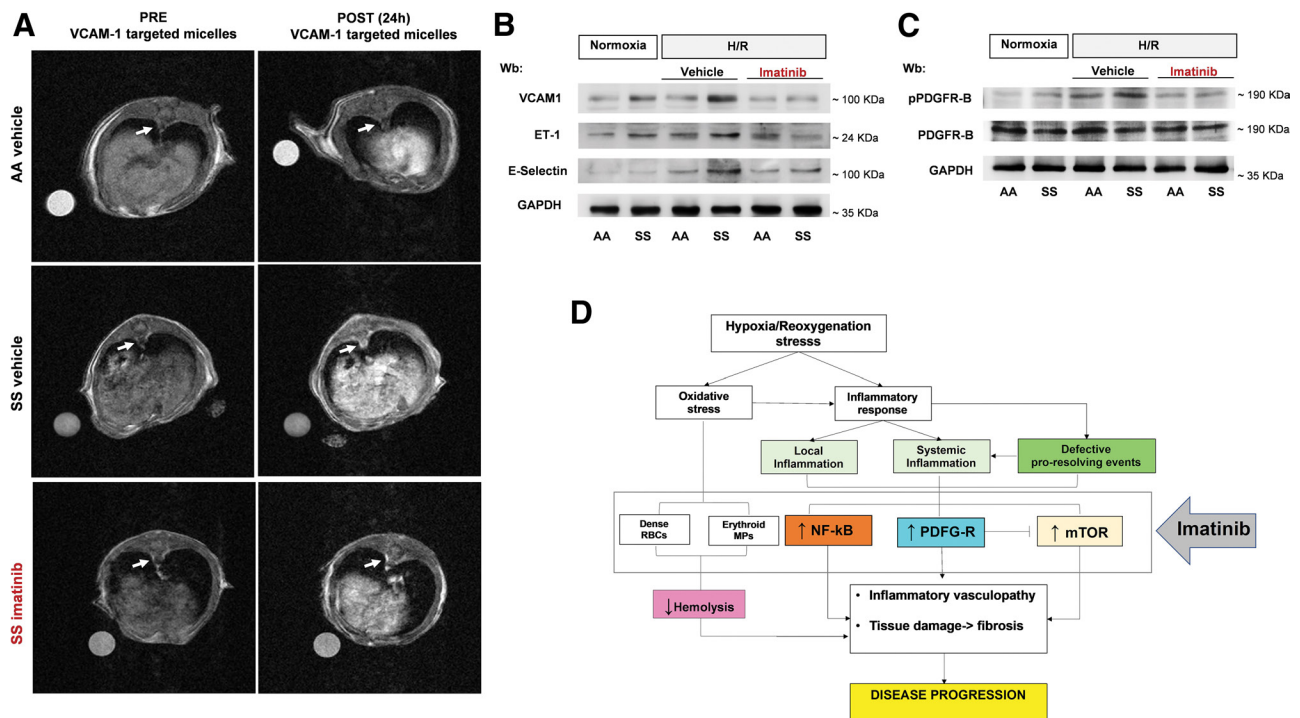 A
PRE
VCAM-1 targeted micelles
POST (24h)
VCAM-1 targeted micelles
AA vehicle
SS vehicle
SS imatinib
B
Normoxia
H/R
Wb:
Vehicle
Imatinib
VCAM1
~ 100 KDa
ET-1
~ 24 KDa
E-Selectin
~ 100 KDa
GAPDH
~ 35 KDa
AA SS AA SS AA SS
C
Normoxia
H/R
Wb:
Vehicle
Imatinib
pPDGFR-B
~ 190 KDa
PDGFR-B
~ 190 KDa
GAPDH
~ 35 KDa
AA SS AA SS AA SS
D
Hypoxia/Reoxygenation
stresss
Oxidative
stress
Inflammatory
response
Local
Inflammation
Systemic
Inflammation
Defective
pro-resolving events
Dense
RBCs
Erythroid
MPs
↑ NF-kB
↑ PDFG-R
↑ mTOR
Imatinib
↓Hemolysis
• Inflammatory vasculopathy
• Tissue damage-> fibrosis
DISEASE PROGRESSION